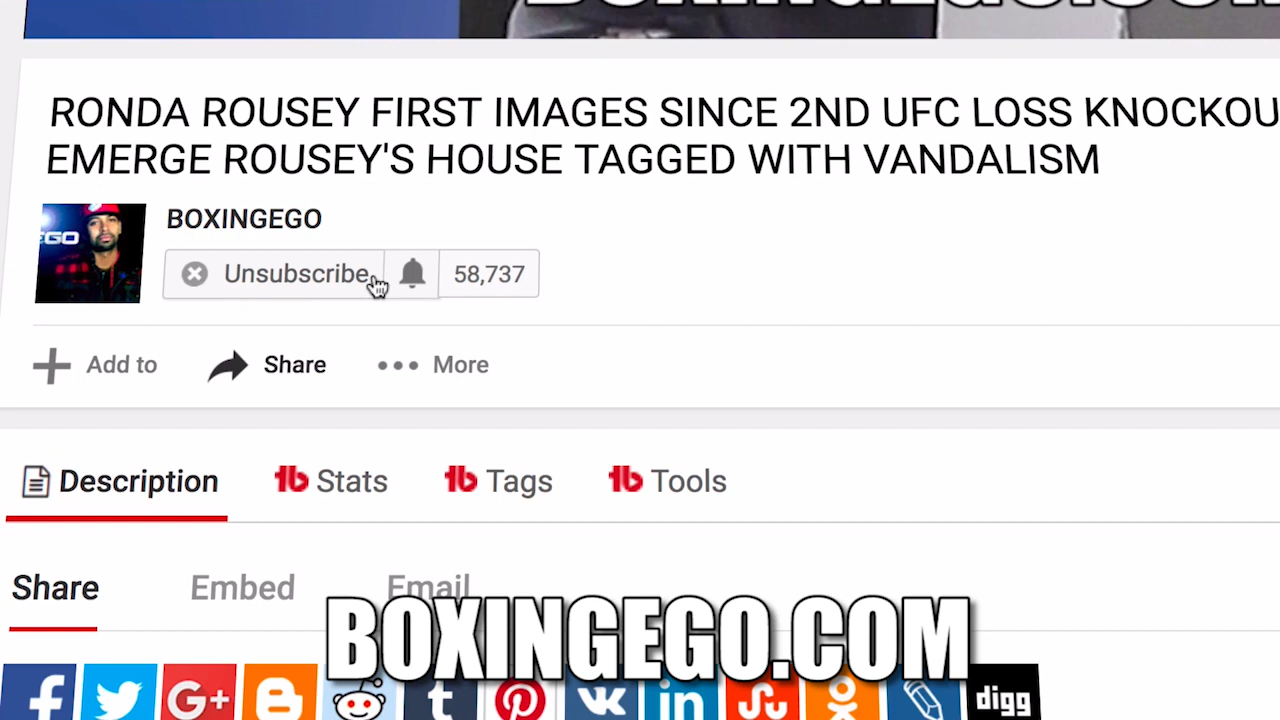 RONDA ROUSEY FIRST IMAGES SINCE 2ND UFC LOSS
EMERGE ROUSEY'S HOUSE TAGGED WITH VANDALISM
EGO
BOXINGEGO
Unsubscribe
58,737
Add to
Share
More
Description
Stats
Tags
Tools
Share
Embed
Email
BOXINGEGO.COM
G+
digg